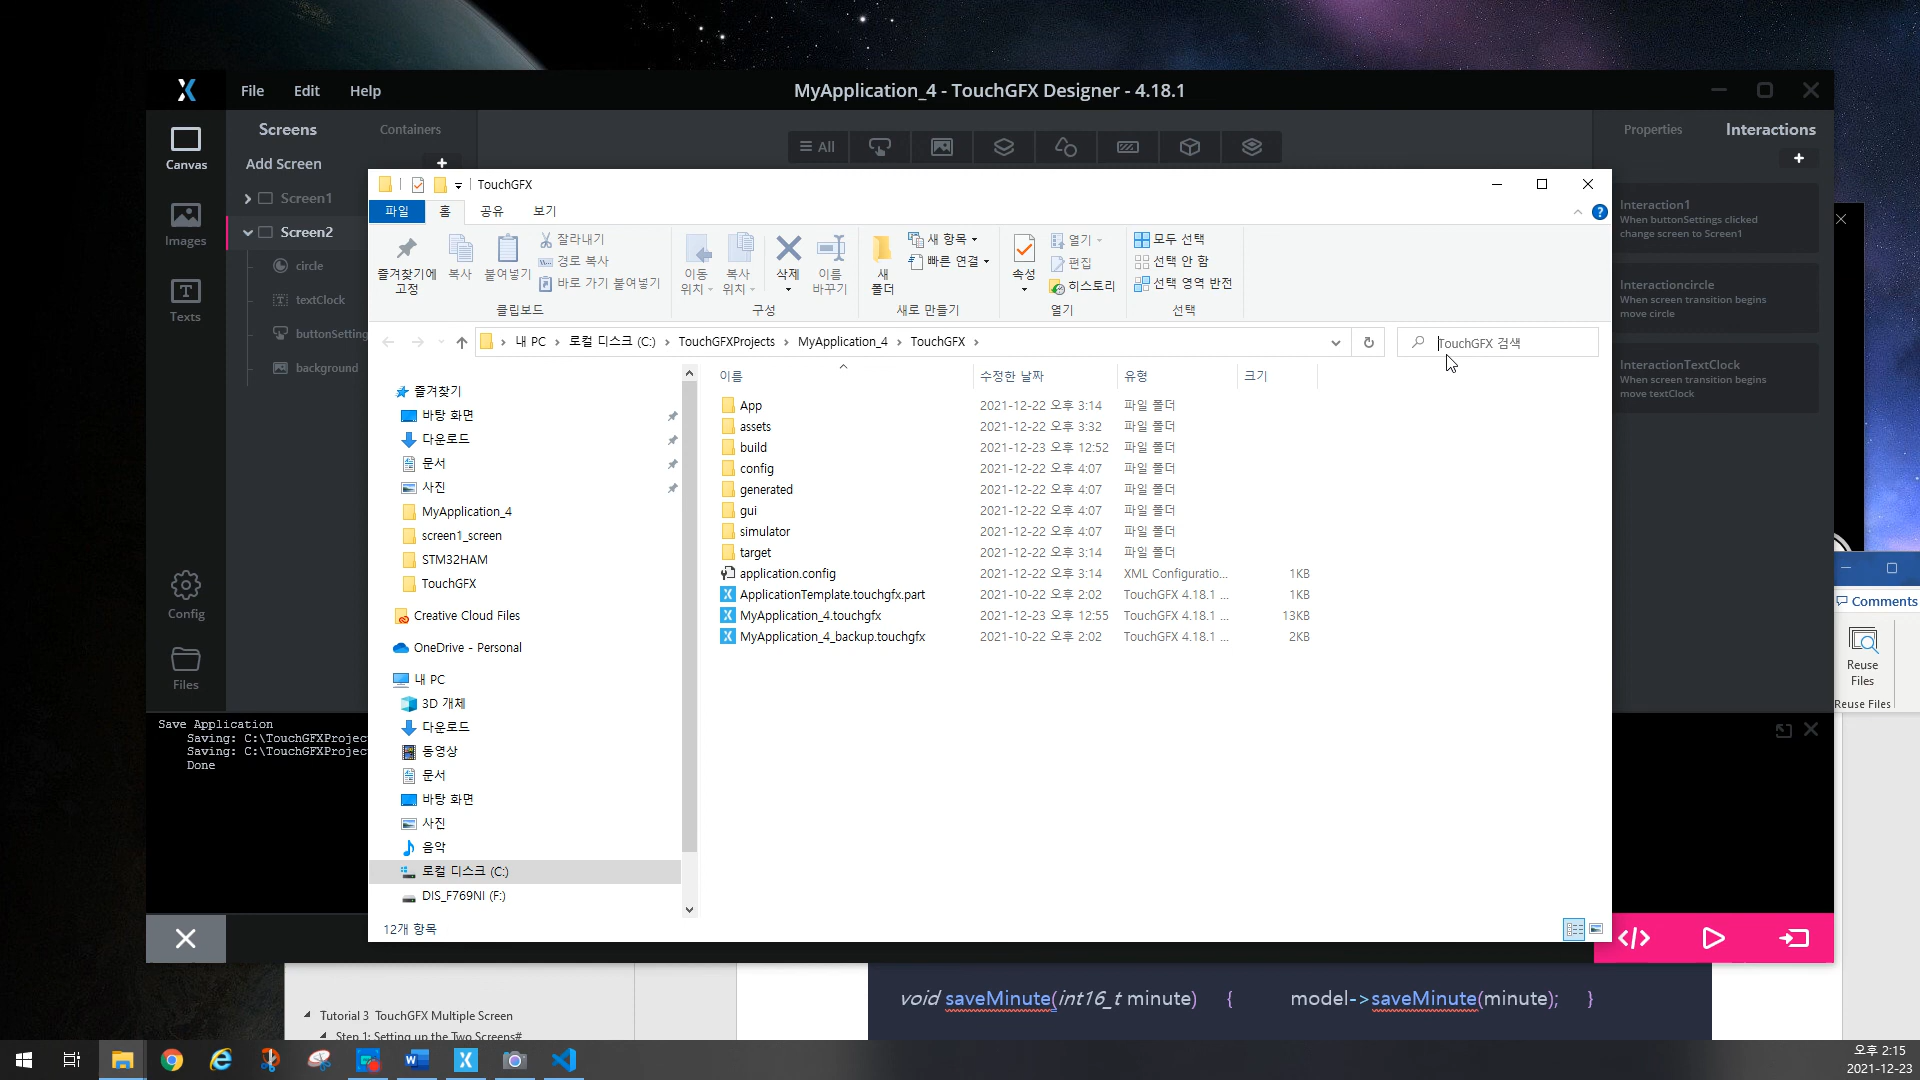 File Edit Help
MyApplication_4 - TouchGFX Designer - 4.18.1
Canvas
Images
Texts
Config
Files
Screens Containers
Add Screen
Screen1
Screen2
circle
textClock
buttonSetting
background
All
Properties Interactions
Interaction1
When buttonSettings clicked
change screen to Screen1
Interactioncircle
When screen transition begins
move circle
InteractionTextClock
When screen transition begins
move textClock
TouchGFX
파일 홈 공유 보기
즐겨찾기에
고정
복사
붙여넣기
잘라내기
경로 복사
바로 가기 붙여넣기
클립보드
이동
위치
복사
위치
삭제
이름
바꾸기
구성
새
폴더
새 항목
빠른 연결
새로 만들기
속성
열기
편집
히스토리
열기
모두 선택
선택 안 함
선택 영역 반전
선택
내 PC 로컬 디스크 (C:) TouchGFXProjects MyApplication_4 TouchGFX
TouchGFX 검색
즐겨찾기
바탕 화면
다운로드
문서
사진
MyApplication_4
screen1_screen
STM32HAM
TouchGFX
Creative Cloud Files
OneDrive - Personal
내 PC
3D 개체
다운로드
동영상
문서
바탕 화면
사진
음악
로컬 디스크 (C:)
DIS_F769NI (F:)
이름 수정한 날짜 유형 크기
App 2021-12-22 오후 3:14 파일 폴더
assets 2021-12-22 오후 3:32 파일 폴더
build 2021-12-23 오후 12:52 파일 폴더
config 2021-12-22 오후 4:07 파일 폴더
generated 2021-12-22 오후 4:07 파일 폴더
gui 2021-12-22 오후 4:07 파일 폴더
simulator 2021-12-22 오후 4:07 파일 폴더
target 2021-12-22 오후 3:14 파일 폴더
application.config 2021-12-22 오후 3:14 XML Configuratio... 1KB
ApplicationTemplate.touchgfx.part 2021-10-22 오후 2:02 TouchGFX 4.18.1 ... 1KB
MyApplication_4.touchgfx 2021-12-23 오후 12:55 TouchGFX 4.18.1 ... 13KB
MyApplication_4_backup.touchgfx 2021-10-22 오후 2:02 TouchGFX 4.18.1 ... 2KB
12개 항목
Save Application
Saving: C:\TouchGFXProjec
Saving: C:\TouchGFXProjec
Done
Comments
Reuse
Files
Reuse Files
Tutorial 3 TouchGFX Multiple Screen
Step 1: Setting up the Two Screens#
void saveMinute(int16_t minute) { model->saveMinute(minute); }
오후 2:15
2021-12-23